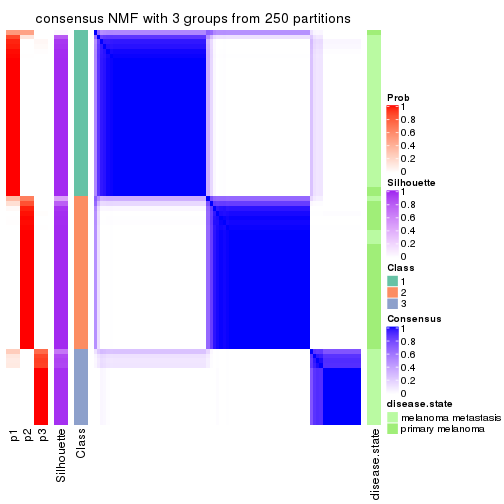 consensus NMF with 3 groups from 250 partitions
Prob
1
0.8
0.6
0.4
0.2
0
Silhouette
1
0.8
0.6
0.4
0.2
0
Class
1
2
3
Consensus
1
0.8
0.6
0.4
0.2
0
disease.state
melanoma metastasis
primary melanoma
p1
p2
p3
Silhouette
Class
disease.state